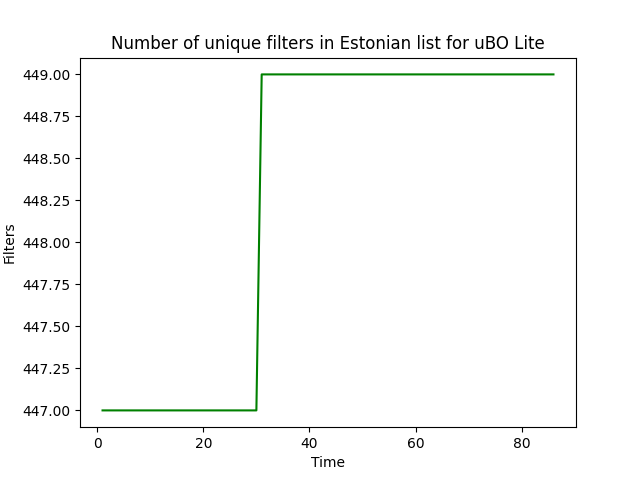 Number of unique filters in Estonian list for uBO Lite
449.00
448.75
448.50
448.25
448.00
447.75
447.50
447.25
447.00
Filters
0 20 40 60 80
Time